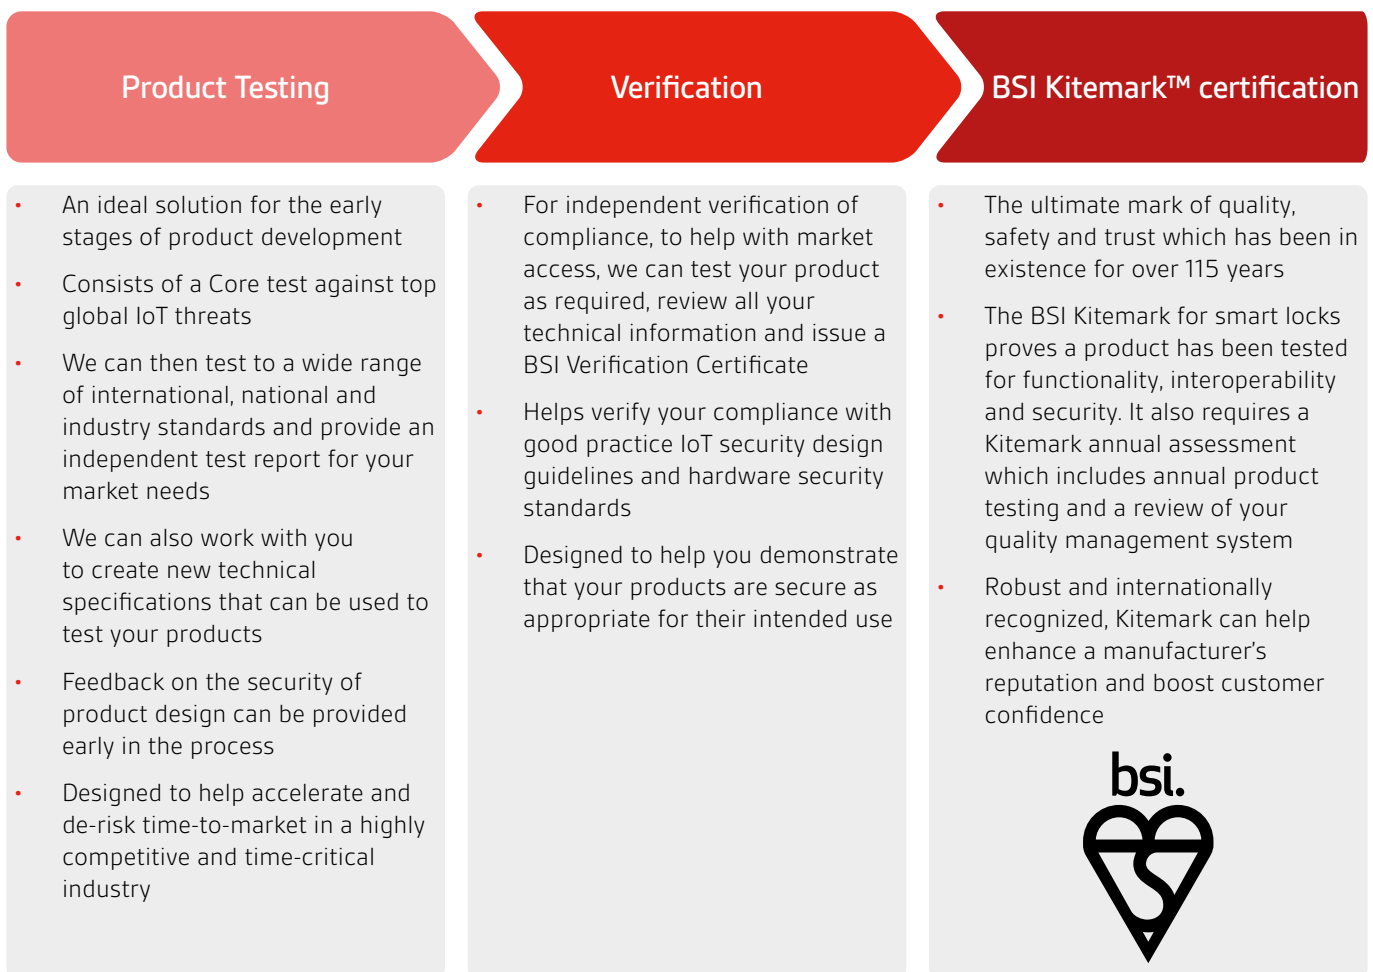 Product Testing
Verification
BSI Kitemark™ certification
• An ideal solution for the early
stages of product development
• Consists of a Core test against top
global IoT threats
• We can then test to a wide range
of international, national and
industry standards and provide an
independent test report for your
market needs
• We can also work with you
to create new technical
specifications that can be used to
test your products
• Feedback on the security of
product design can be provided
early in the process
• Designed to help accelerate and
de-risk time-to-market in a highly
competitive and time-critical
industry
• For independent verification of
compliance, to help with market
access, we can test your product
as required, review all your
technical information and issue a
BSI Verification Certificate
• Helps verify your compliance with
good practice IoT security design
guidelines and hardware security
standards
• Designed to help you demonstrate
that your products are secure as
appropriate for their intended use
• The ultimate mark of quality,
safety and trust which has been in
existence for over 115 years
• The BSI Kitemark for smart locks
proves a product has been tested
for functionality, interoperability
and security. It also requires a
Kitemark annual assessment
which includes annual product
testing and a review of your
quality management system
• Robust and internationally
recognized, Kitemark can help
enhance a manufacturer’s
reputation and boost customer
confidence
bsi.